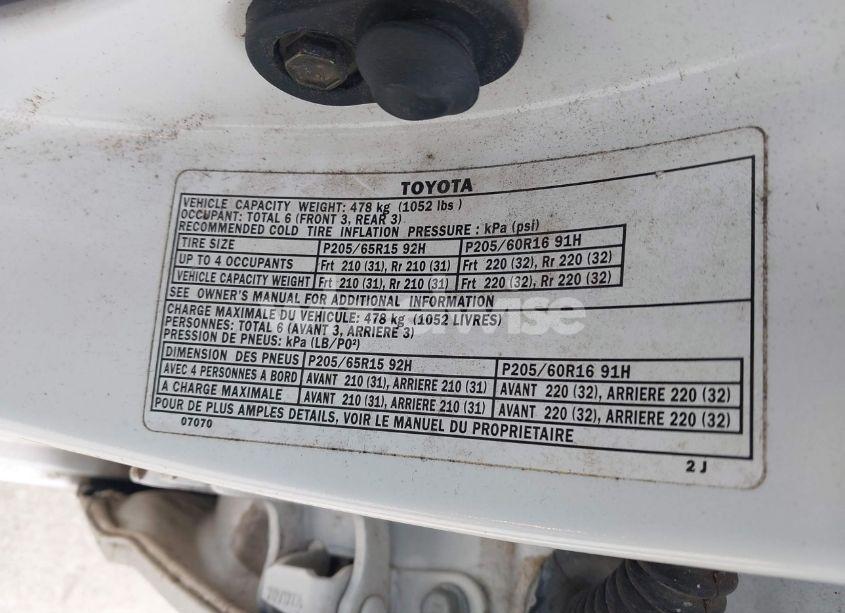 TOYOTA
VEHICLE CAPACITY WEIGHT: 478 kg (1052 lbs )
OCCUPANT: TOTAL 6 (FRONT 3, REAR 3)
RECOMMENDED COLD TIRE INFLATION PRESSURE : kPa (psi)
TIRE SIZE P205/65R15 92H P205/60R16 91H
UP TO 4 OCCUPANTS Frt 210 (31), Rr 210 (31) Frt 220 (32), Rr 220 (32)
VEHICLE CAPACITY WEIGHT Frt 210 (31), Rr 210 (31) Frt 220 (32), Rr 220 (32)
SEE OWNER'S MANUAL FOR ADDITIONAL INFORMATION
CHARGE MAXIMALE DU VEHICULE: 478 kg (1052 LIVRES)
PERSONNES: TOTAL 6 (AVANT 3, ARRIERE 3)
PRESSION DE PNEUS: kPa (LB/PO²)
DIMENSION DES PNEUS P205/65R15 92H P205/60R16 91H
AVEC 4 PERSONNES A BORD AVANT 210 (31), ARRIERE 210 (31) AVANT 220 (32), ARRIERE 220 (32)
A CHARGE MAXIMALE AVANT 210 (31), ARRIERE 210 (31) AVANT 220 (32), ARRIERE 220 (32)
POUR DE PLUS AMPLES DETAILS, VOIR LE MANUEL DU PROPRIETAIRE
07070
2 J
TOYOTA